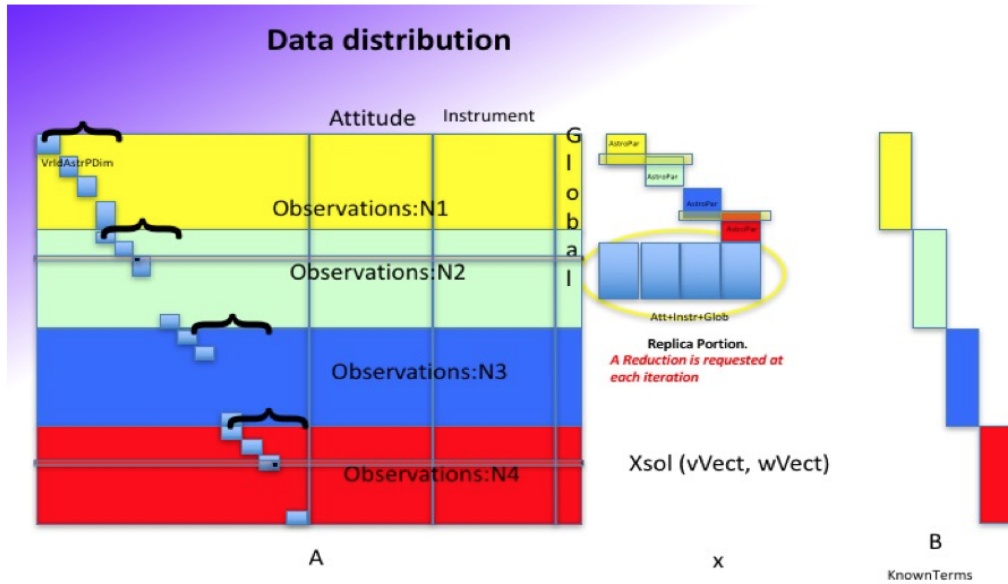 Data distribution
Attitude
Instrument
Global
VrIdAstrPDim
Observations:N1
Observations:N2
Observations:N3
Observations:N4
A
AstroPar
AstroPar
AstroPar
AstroPar
Att+Instr+Glob
Replica Portion.
A Reduction is requested at
each iteration
Xsol (vVect, wVect)
x
B
KnownTerms